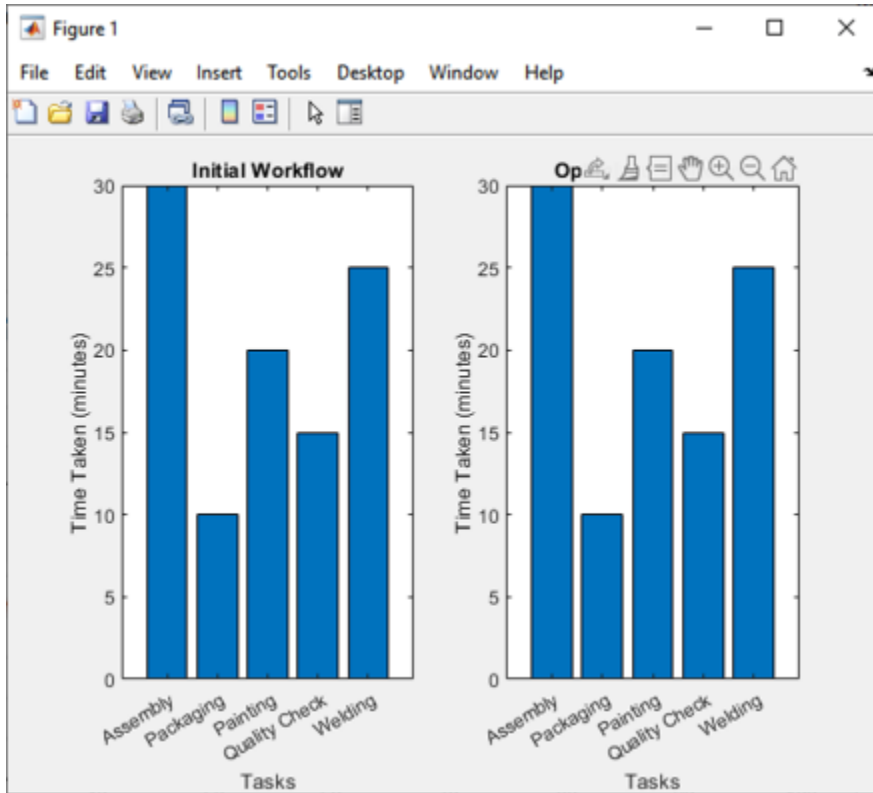 Figure 1
File Edit View Insert Tools Desktop Window Help
Initial Workflow
30
25
20
15
10
5
0
Time Taken (minutes)
Assembly
Packaging
Painting
Quality Check
Welding
Tasks
Op
30
25
20
15
10
5
0
Time Taken (minutes)
Assembly
Packaging
Painting
Quality Check
Welding
Tasks